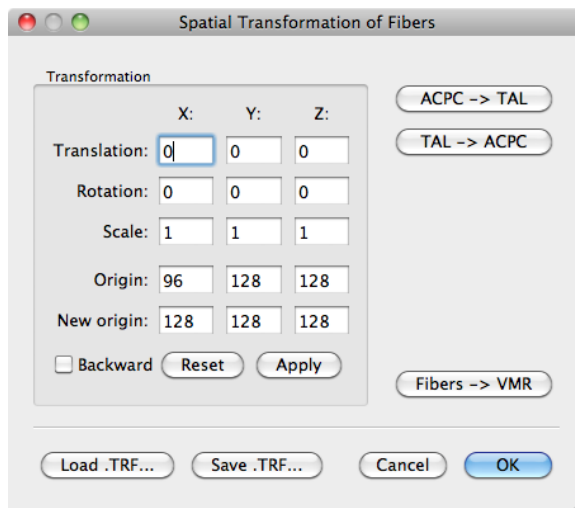 Spatial Transformation of Fibers
Transformation
X: Y: Z:
Translation: 0 0 0
Rotation: 0 0 0
Scale: 1 1 1
Origin: 96 128 128
New origin: 128 128 128
Backward Reset Apply
ACPC -> TAL
TAL -> ACPC
Fibers -> VMR
Load .TRF... Save .TRF... Cancel OK